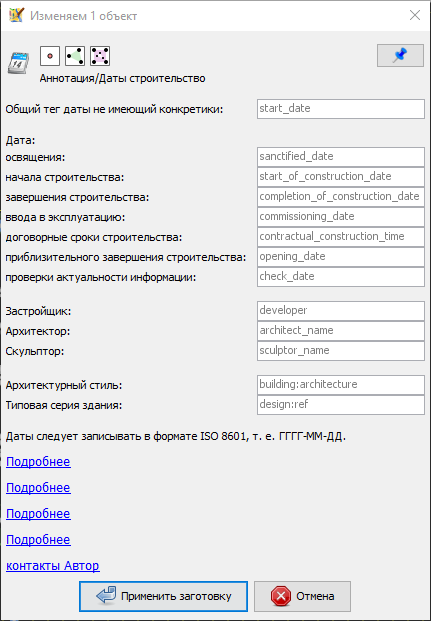 Изменяем 1 объект
14
Аннотация/Даты строительство
Общий тег даты не имеющий конкретики: start_date
Дата:
освящения: sanctified_date
начала строительства: start_of_construction_date
завершения строительства: completion_of_construction_date
ввода в эксплуатацию: commissioning_date
договорные сроки строительства: contractual_construction_time
приблизительного завершения строительства: opening_date
проверки актуальности информации: check_date
Застройщик: developer
Архитектор: architect_name
Скульптор: sculptor_name
Архитектурный стиль: building:architecture
Типовая серия здания: design:ref
Даты следует записывать в формате ISO 8601, т. е. ГГГГ-ММ-ДД.
Подробнее
Подробнее
Подробнее
Подробнее
контакты Автор
Применить заготовку Отмена